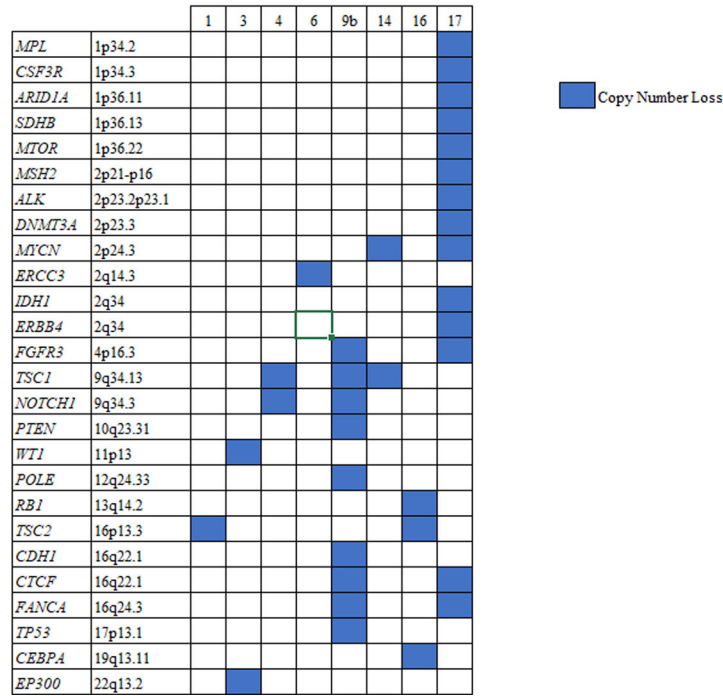 1 3 4 6 9b 14 16 17
MPL 1p34.2
CSF3R 1p34.3
ARID1A 1p36.11
SDHB 1p36.13
MTOR 1p36.22
MSH2 2p21-p16
ALK 2p23.2p23.1
DNMT3A 2p23.3
MYCN 2p24.3
ERCC3 2q14.3
IDH1 2q34
ERBB4 2q34
FGFR3 4p16.3
TSC1 9q34.13
NOTCH1 9q34.3
PTEN 10q23.31
WT1 11p13
POLE 12q24.33
RB1 13q14.2
TSC2 16p13.3
CDH1 16q22.1
CTCF 16q22.1
FANCA 16q24.3
TP53 17p13.1
CEBPA 19q13.11
EP300 22q13.2
Copy Number Loss